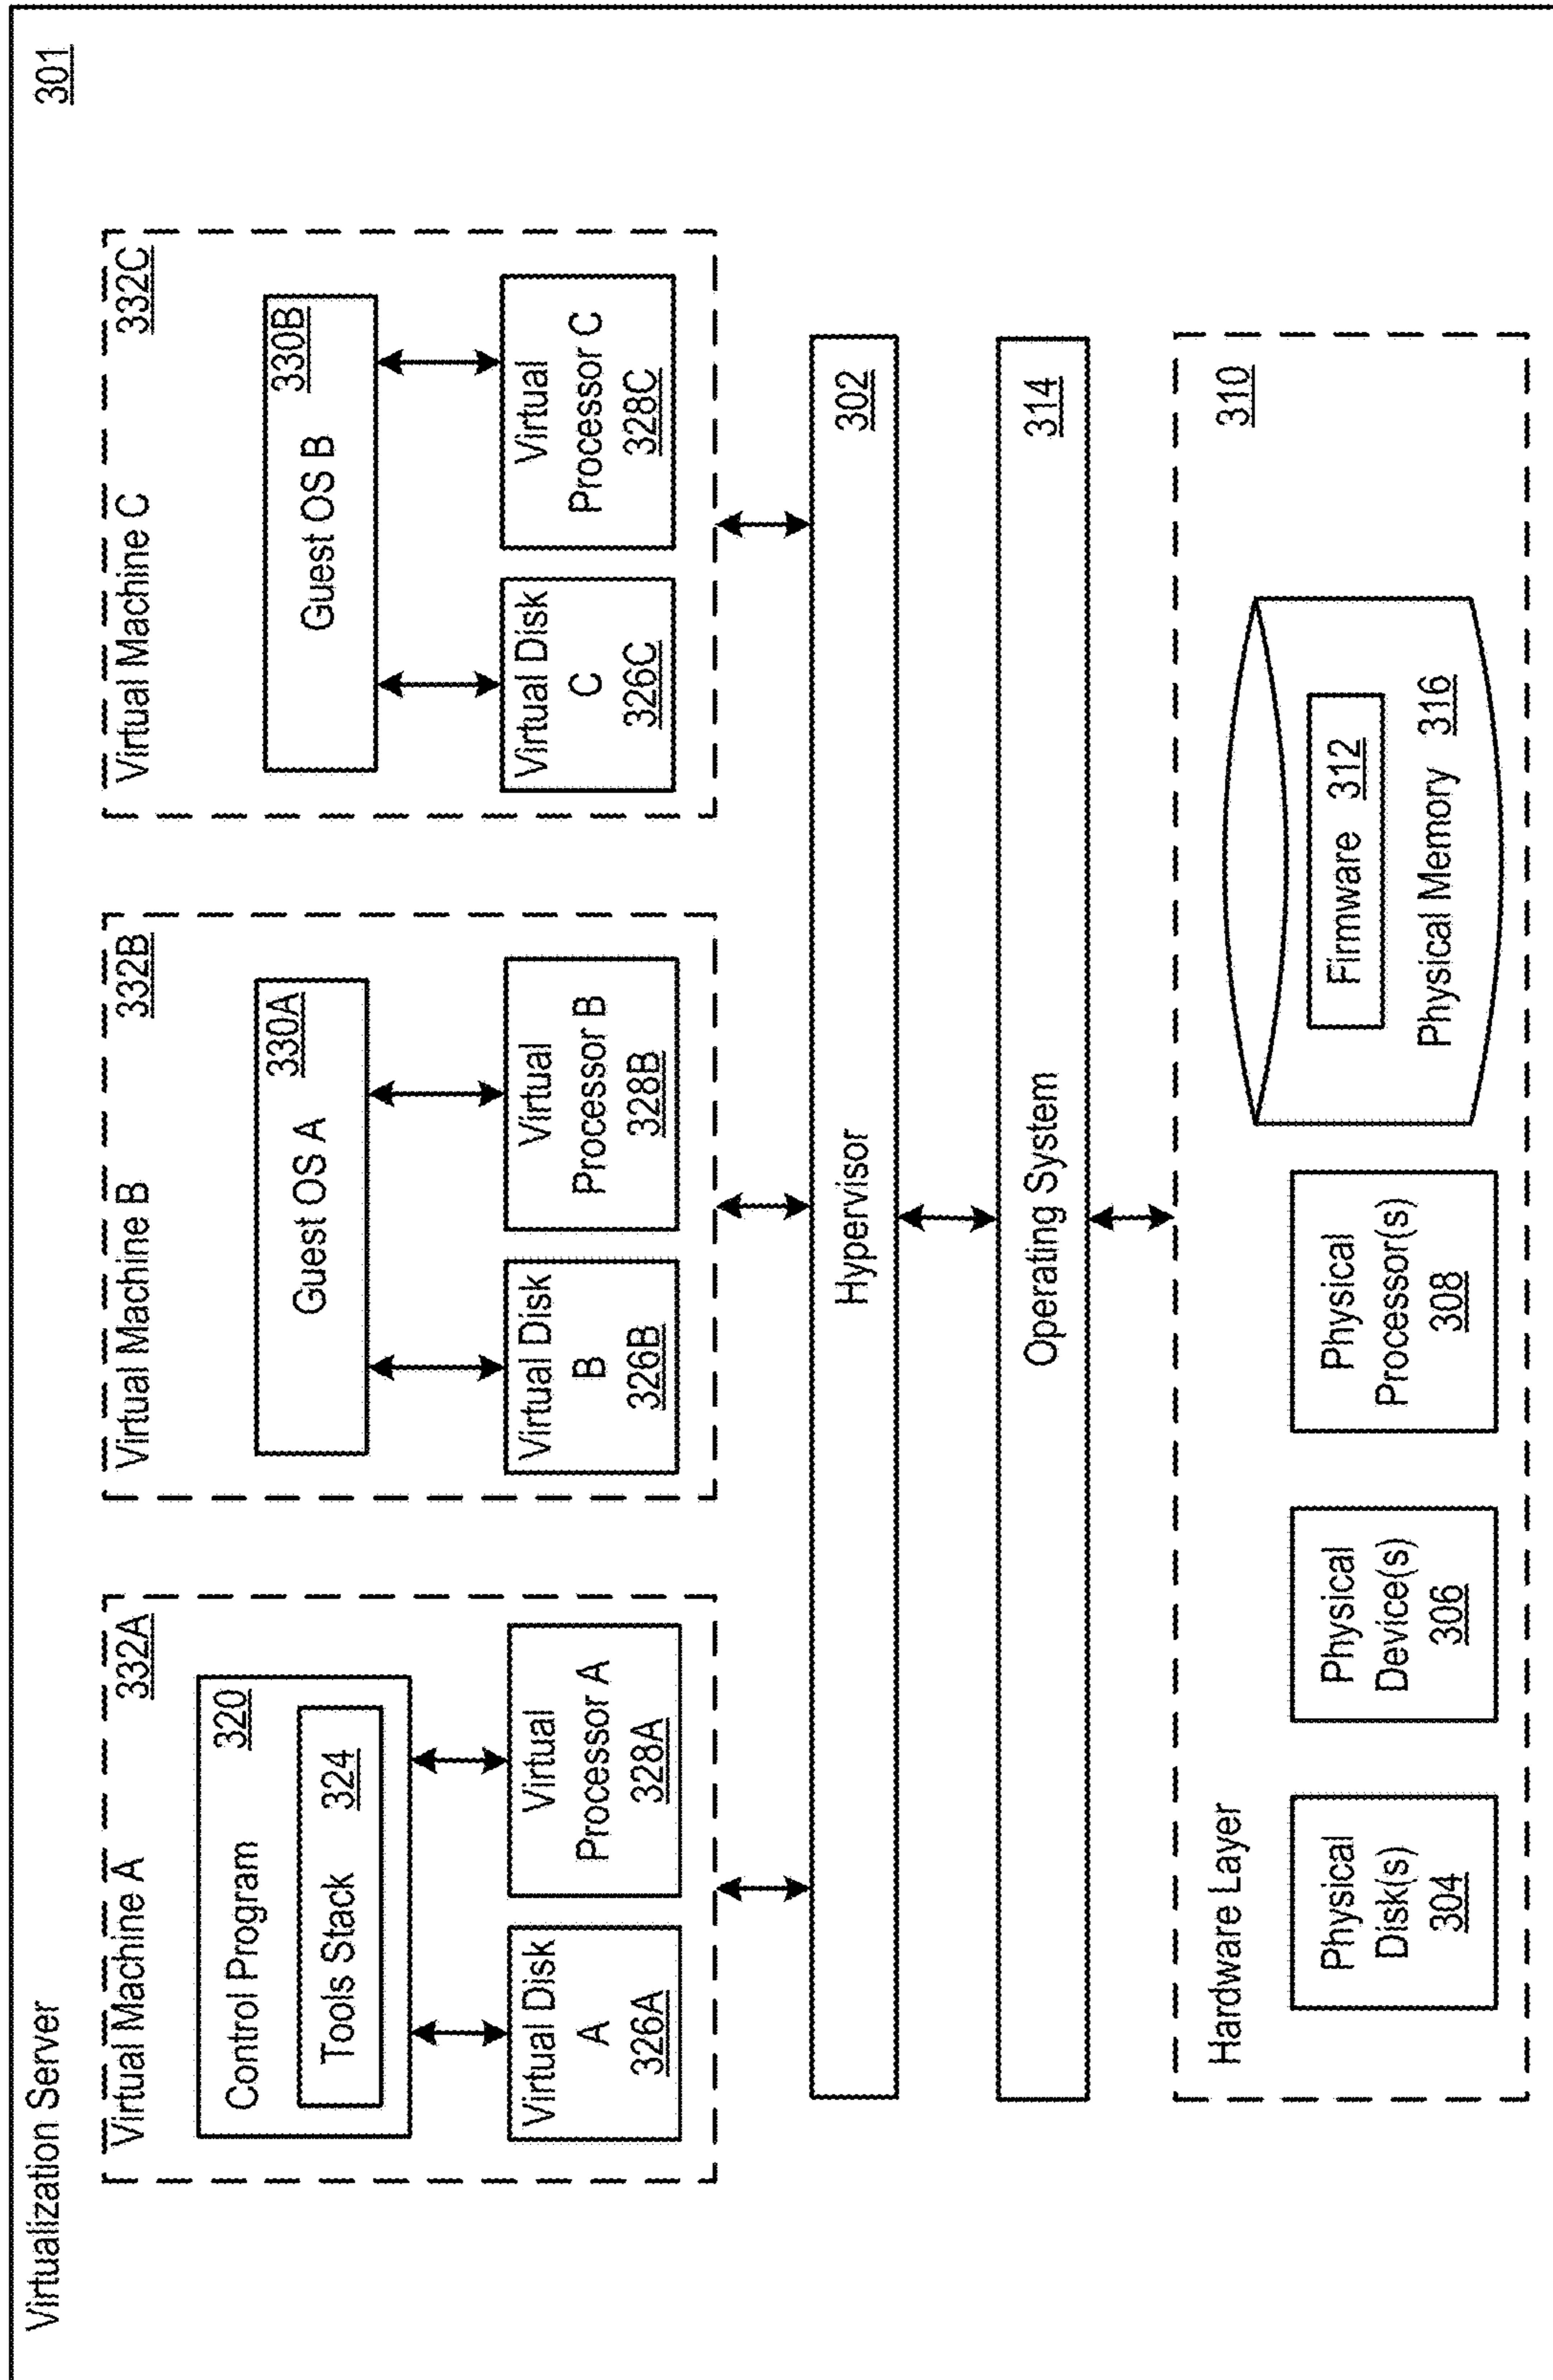 Virtualization Server
301
Virtual Machine A
332A
Control Program
320
Tools Stack 324
Virtual Disk
A
326A
Virtual
Processor A
328A
Virtual Machine B
332B
Guest OS A
330A
Virtual Disk
B
326B
Virtual
Processor B
328B
Virtual Machine C
332C
Guest OS B
330B
Virtual Disk
C
326C
Virtual
Processor C
328C
Hypervisor
302
Operating System
314
Hardware Layer
310
Physical
Disk(s)
304
Physical
Device(s)
306
Physical
Processor(s)
308
Firmware 312
Physical Memory 316